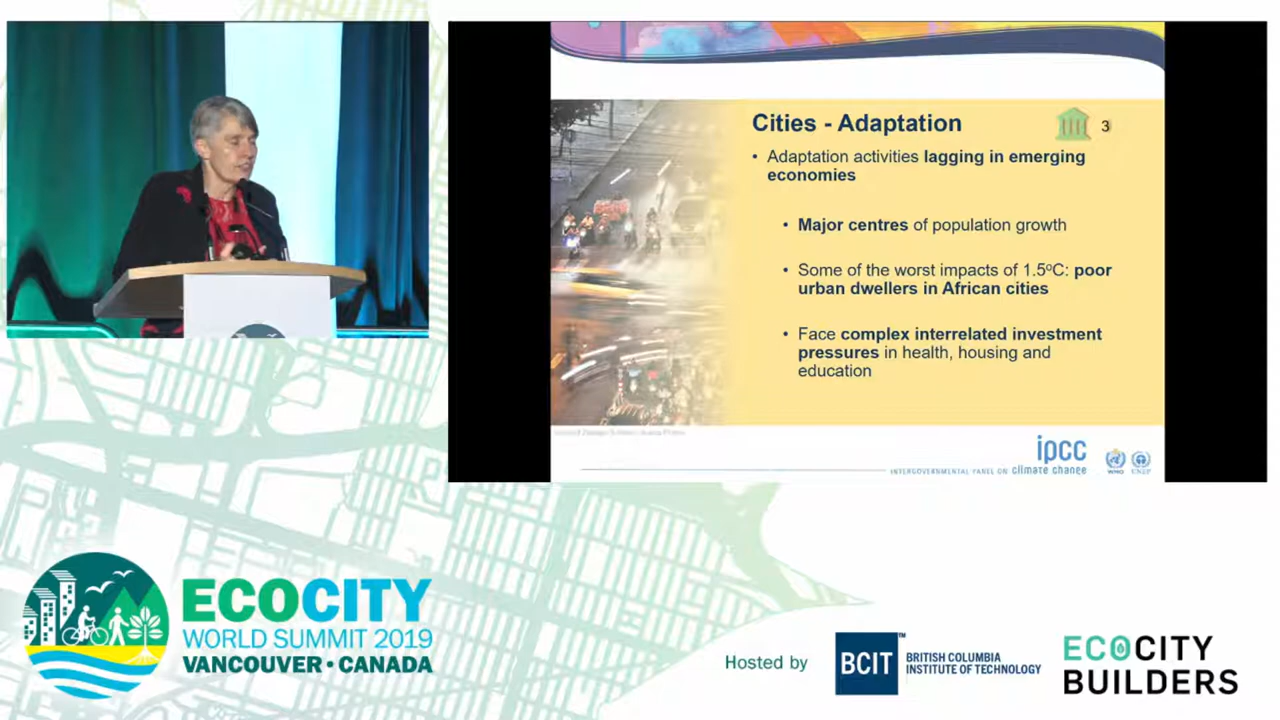 Cities - Adaptation
3
• Adaptation activities lagging in emerging
economies
• Major centres of population growth
• Some of the worst impacts of 1.5ºC: poor
urban dwellers in African cities
• Face complex interrelated investment
pressures in health, housing and
education
ipcc
INTERGOVERNMENTAL PANEL ON climate change
WMO
UNEP
ECOCITY
WORLD SUMMIT 2019
VANCOUVER • CANADA
Hosted by
BCIT™
BRITISH COLUMBIA
INSTITUTE OF TECHNOLOGY
ECOCITY
BUILDERS